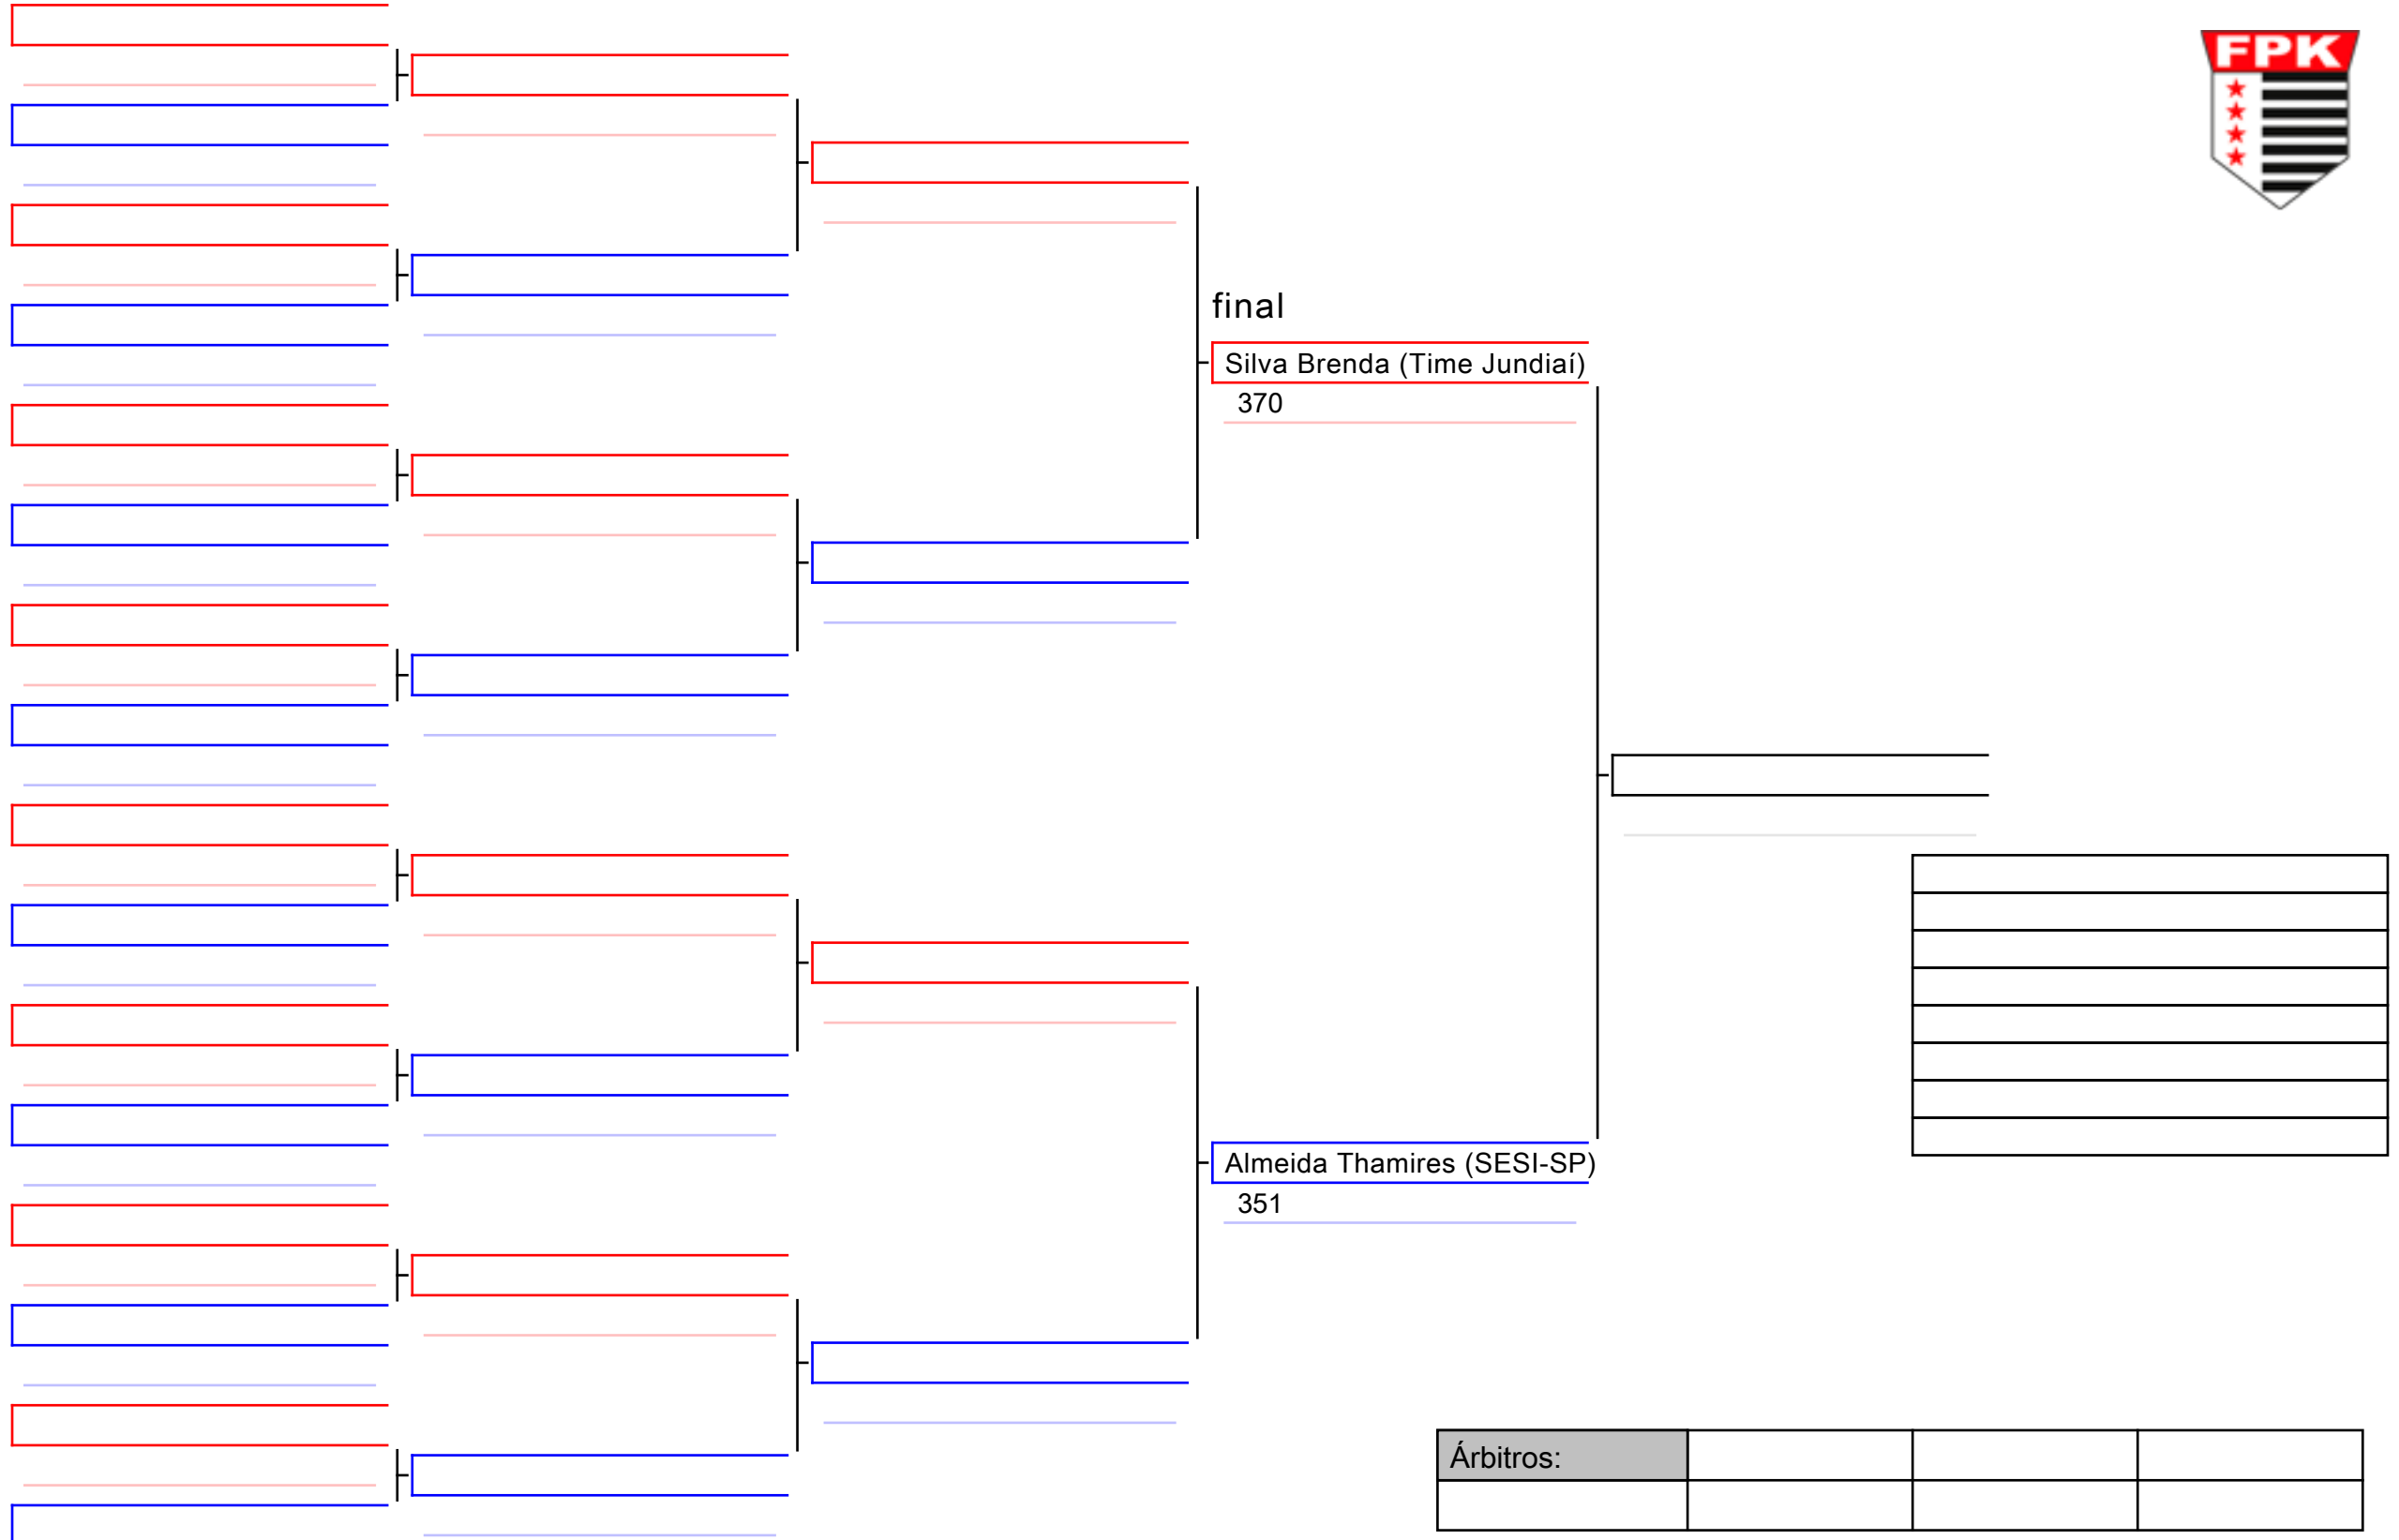 FPK
final
Silva Brenda (Time Jundiaí)
370
Almeida Thamires (SESI-SP)
351
Árbitros: